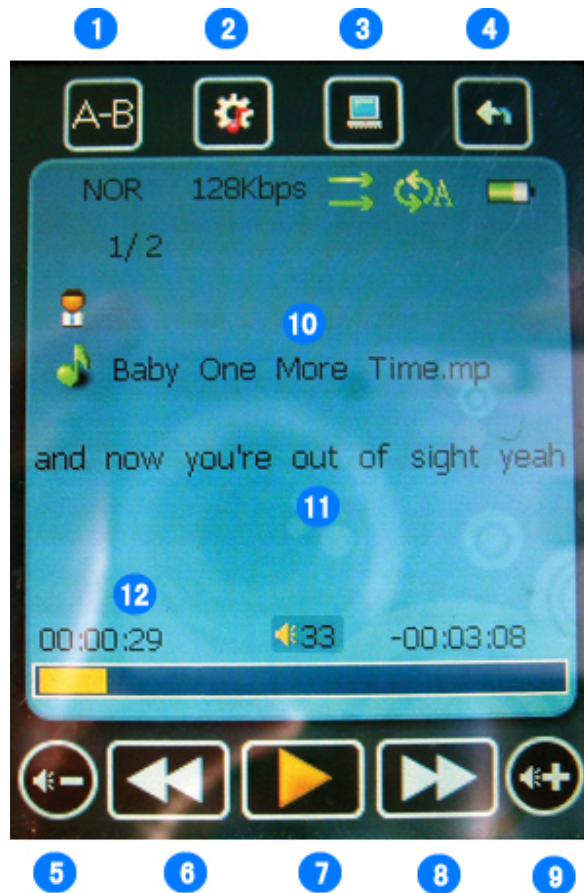 1 2 3 4
A-B
NOR 128Kbps A
1/ 2
10
Baby One More Time.mp
and now you're out of sight yeah
11
12
00:00:29 33 -00:03:08
5 6 7 8 9